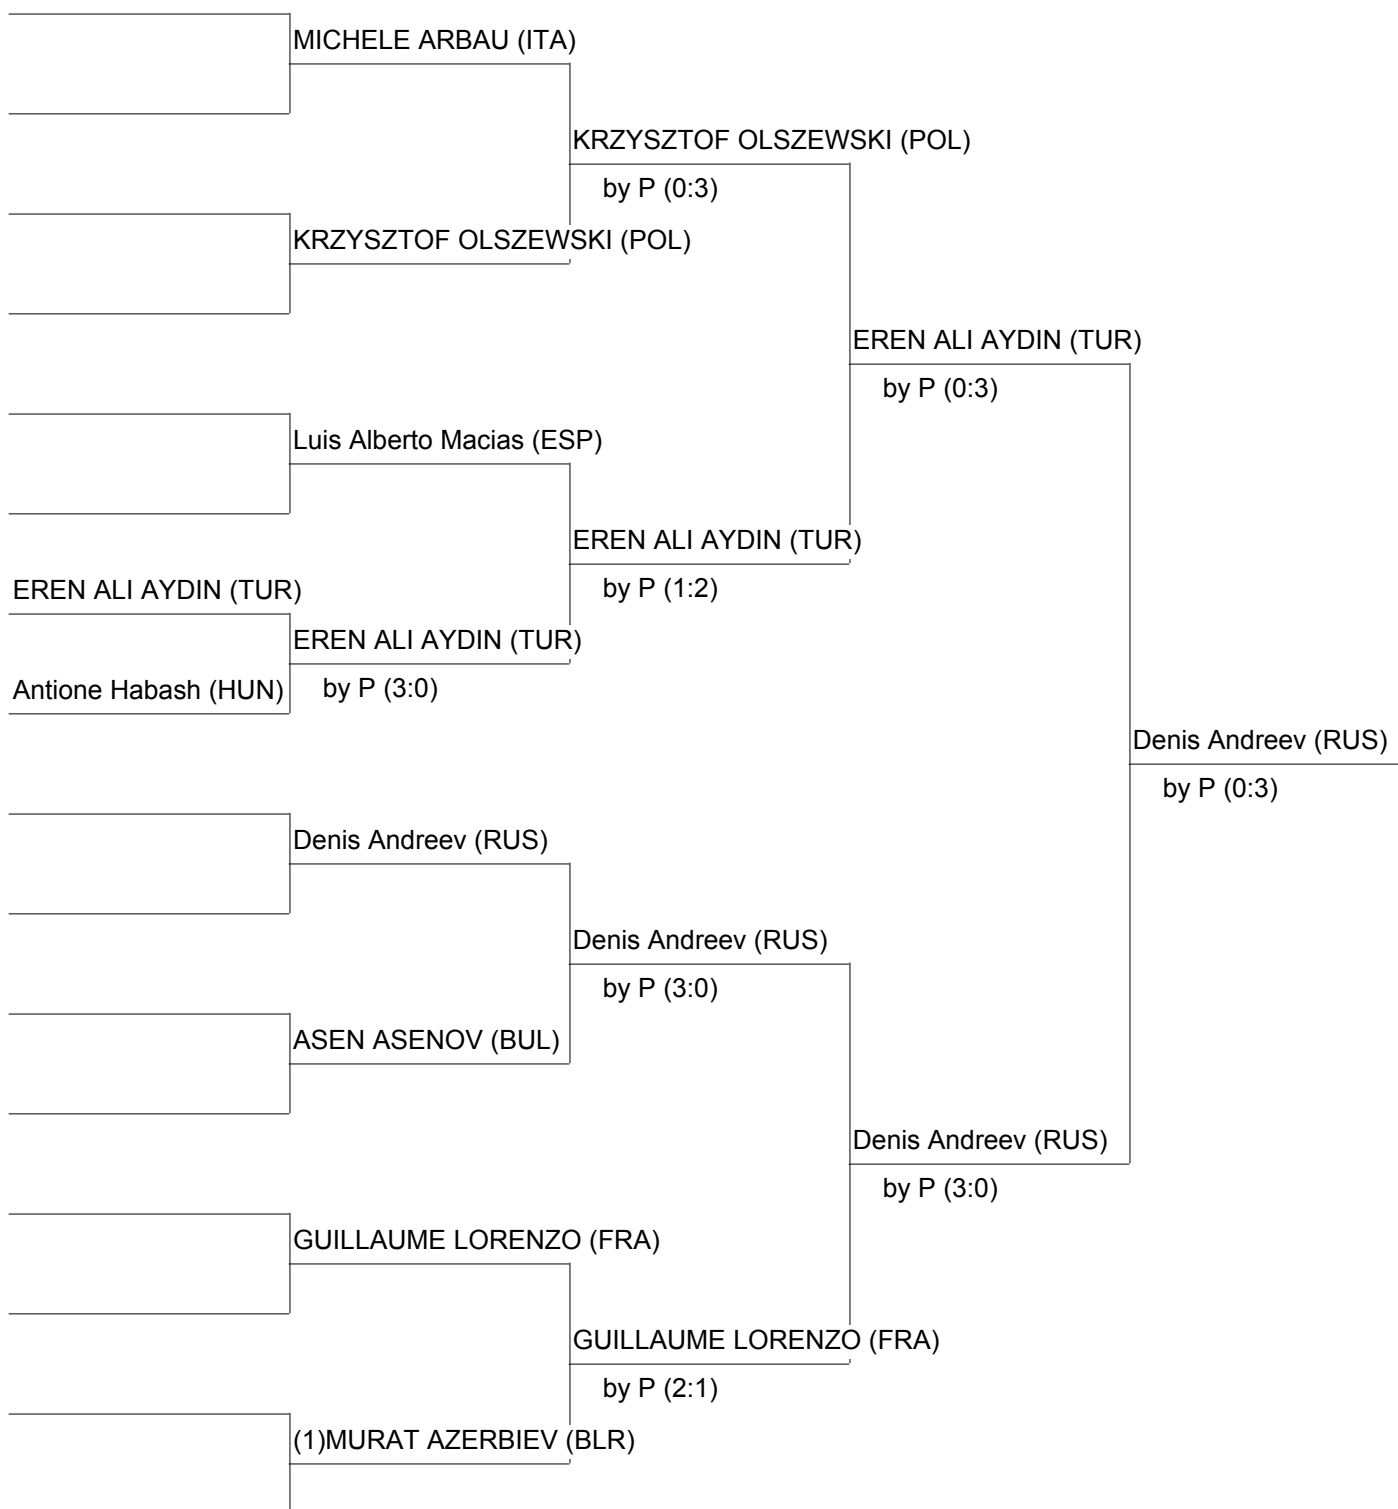 MICHELE ARBAU (ITA)
KRZYSZTOF OLSZEWSKI (POL)
by P (0:3)
KRZYSZTOF OLSZEWSKI (POL)
EREN ALI AYDIN (TUR)
by P (0:3)
Luis Alberto Macias (ESP)
EREN ALI AYDIN (TUR)
by P (1:2)
EREN ALI AYDIN (TUR)
EREN ALI AYDIN (TUR)
by P (3:0)
Antione Habash (HUN)
Denis Andreev (RUS)
by P (0:3)
Denis Andreev (RUS)
Denis Andreev (RUS)
by P (3:0)
ASEN ASENOV (BUL)
Denis Andreev (RUS)
by P (3:0)
GUILLAUME LORENZO (FRA)
GUILLAUME LORENZO (FRA)
by P (2:1)
(1)MURAT AZERBIEV (BLR)